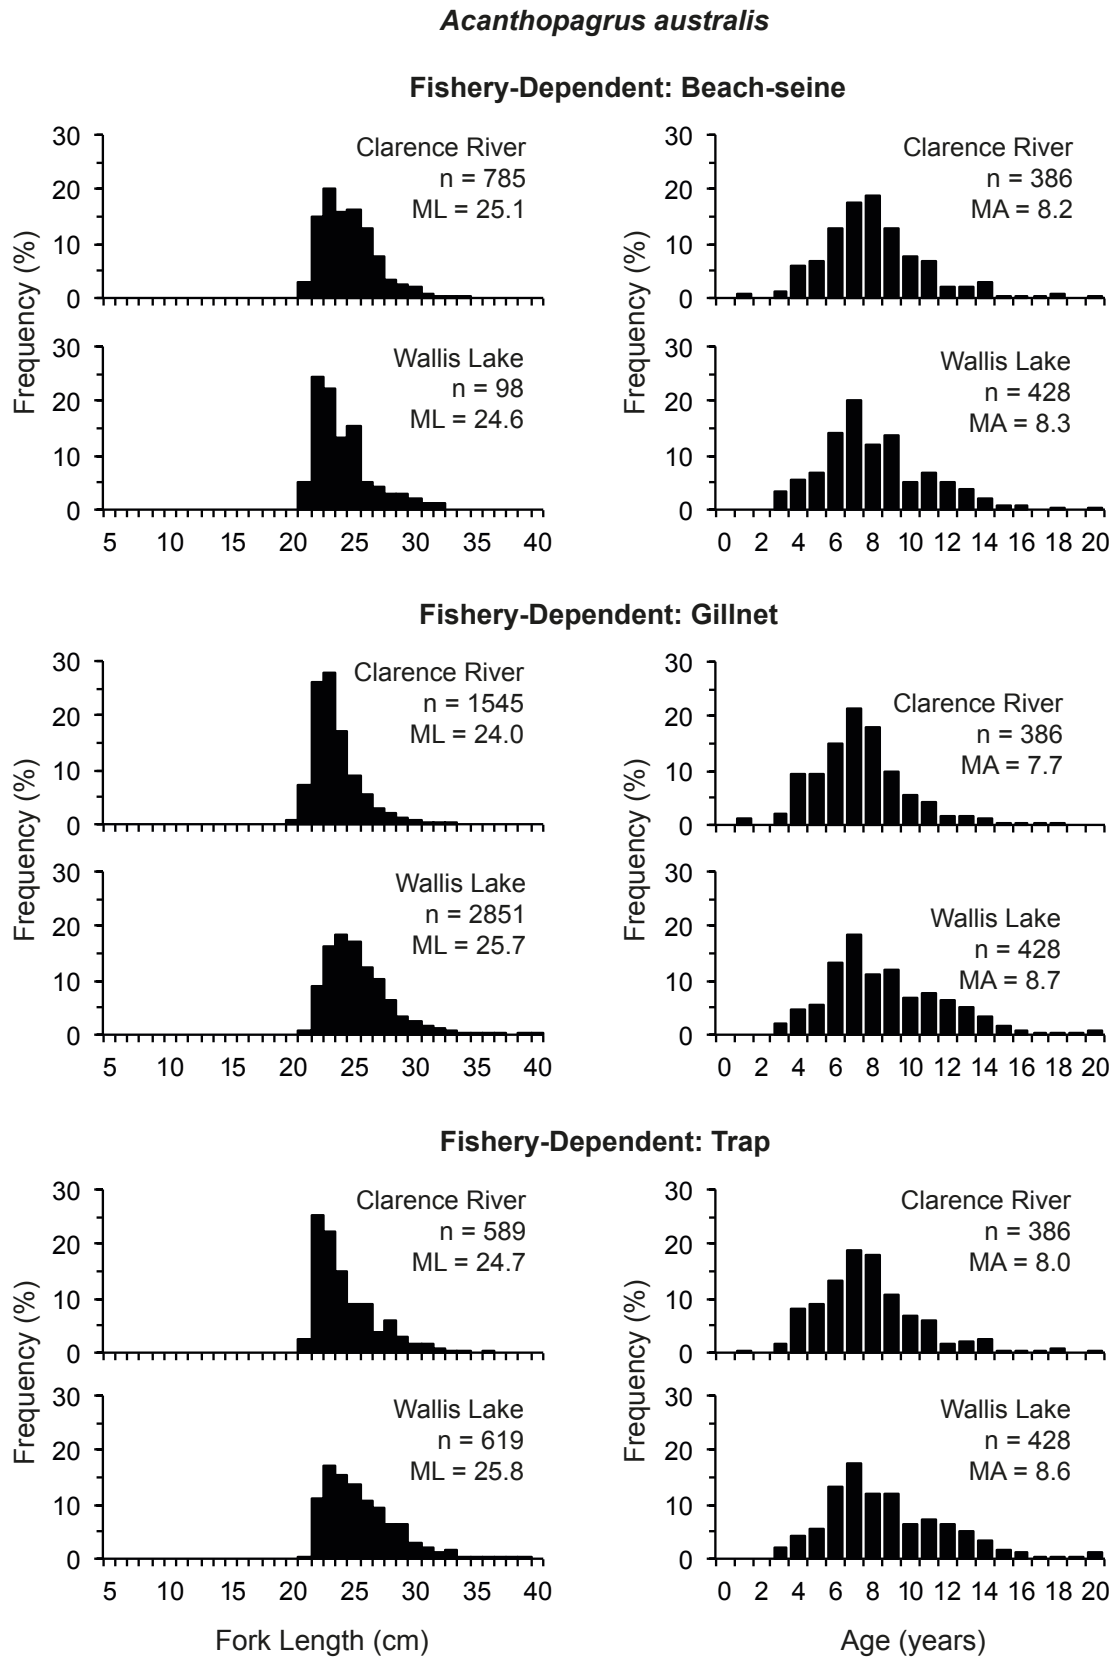 Acanthopagrus australis
Fishery-Dependent: Beach-seine
Frequency (%)
30
20
10
0
Clarence River
n = 785
ML = 25.1
30
20
10
0
Wallis Lake
n = 98
ML = 24.6
5 10 15 20 25 30 35 40
Frequency (%)
30
20
10
0
Clarence River
n = 386
MA = 8.2
30
20
10
0
Wallis Lake
n = 428
MA = 8.3
0 2 4 6 8 10 12 14 16 18 20
Fishery-Dependent: Gillnet
Frequency (%)
30
20
10
0
Clarence River
n = 1545
ML = 24.0
30
20
10
0
Wallis Lake
n = 2851
ML = 25.7
5 10 15 20 25 30 35 40
Frequency (%)
30
20
10
0
Clarence River
n = 386
MA = 7.7
30
20
10
0
Wallis Lake
n = 428
MA = 8.7
0 2 4 6 8 10 12 14 16 18 20
Fishery-Dependent: Trap
Frequency (%)
30
20
10
0
Clarence River
n = 589
ML = 24.7
30
20
10
0
Wallis Lake
n = 619
ML = 25.8
5 10 15 20 25 30 35 40
Fork Length (cm)
Frequency (%)
30
20
10
0
Clarence River
n = 386
MA = 8.0
30
20
10
0
Wallis Lake
n = 428
MA = 8.6
0 2 4 6 8 10 12 14 16 18 20
Age (years)